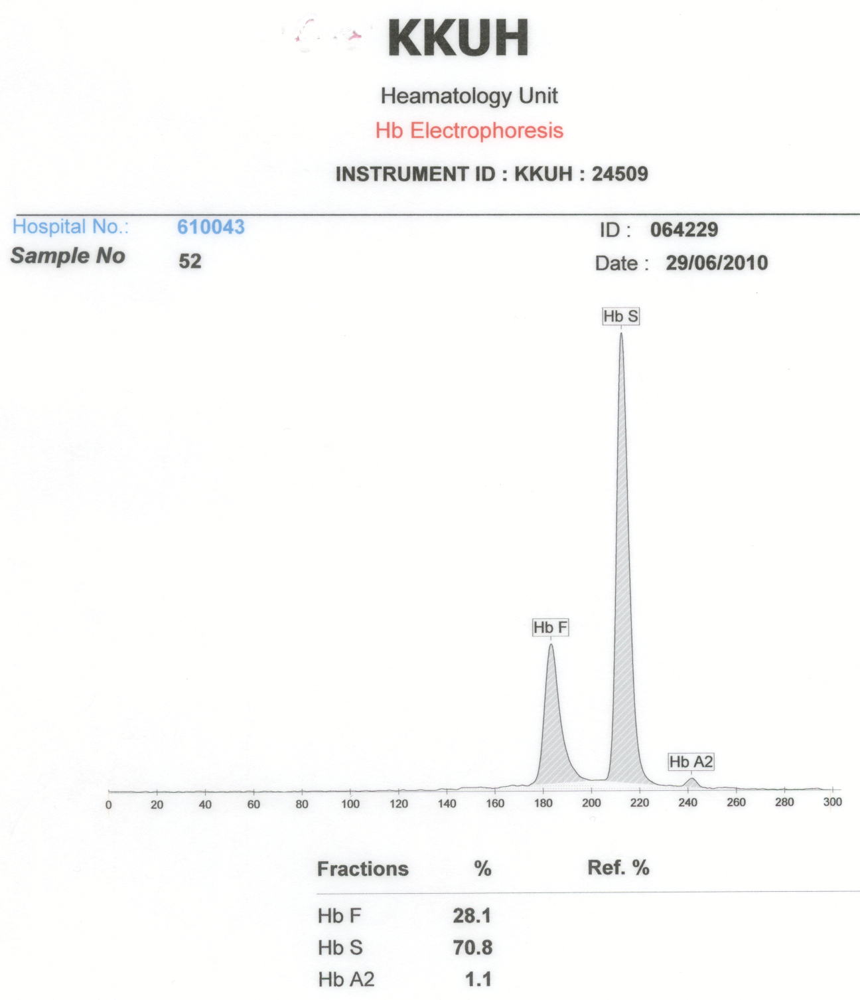 KKUH
Heamatology Unit
Hb Electrophoresis
INSTRUMENT ID : KKUH : 24509
Hospital No.: 610043 ID : 064229
Sample No 52 Date : 29/06/2010
Hb S
Hb F
Hb A2
0 20 40 60 80 100 120 140 160 180 200 220 240 260 280 300
Fractions % Ref. %
Hb F 28.1
Hb S 70.8
Hb A2 1.1